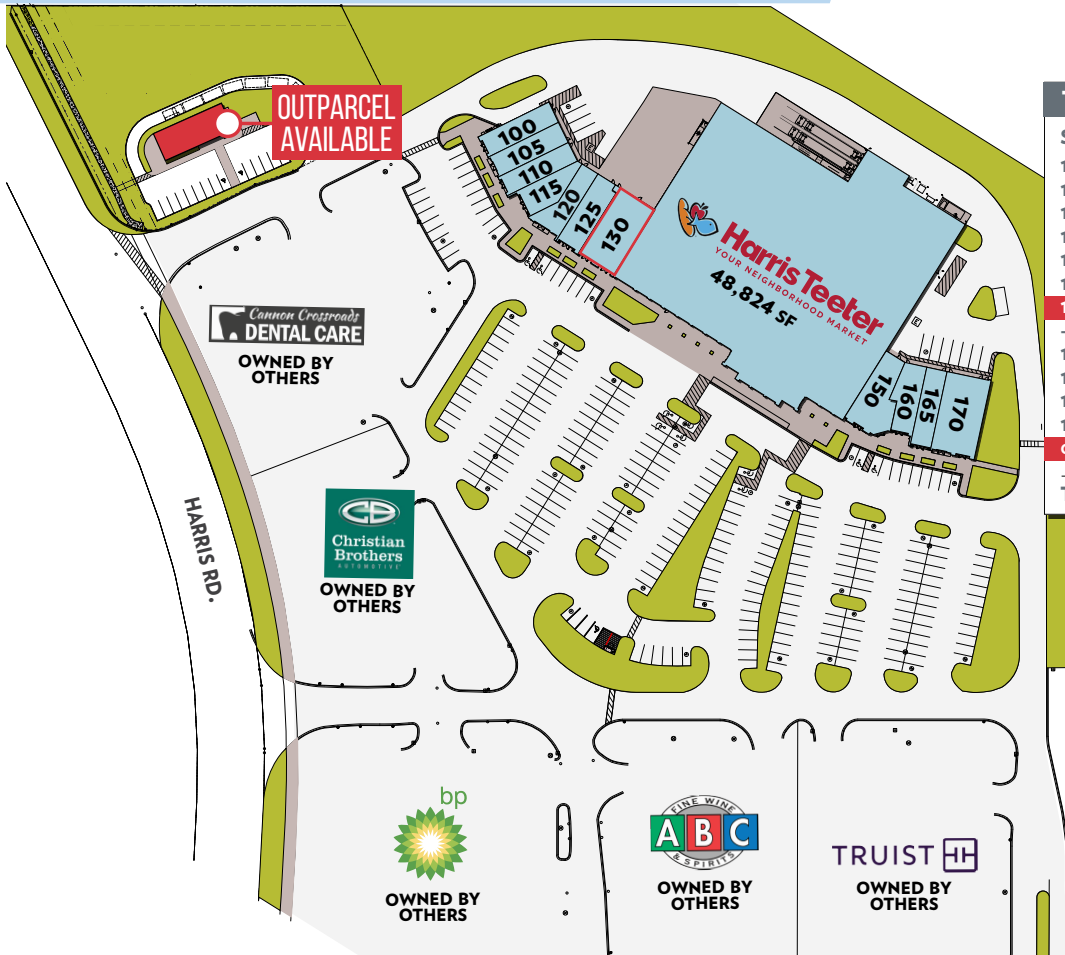 OUTPARCEL
AVAILABLE
100
105
110
115
120
125
130
Harris Teeter
YOUR NEIGHBORHOOD MARKET
48,824 SF
150
160
165
170
Cannon Crossroads
DENTAL CARE
OWNED BY
OTHERS
HARRIS RD.
CB
Christian
Brothers
AUTOMOTIVE
OWNED BY
OTHERS
bp
OWNED BY
OTHERS
FINE WINE
ABC
& SPIRITS
OWNED BY
OTHERS
TRUIST
OWNED BY
OTHERS